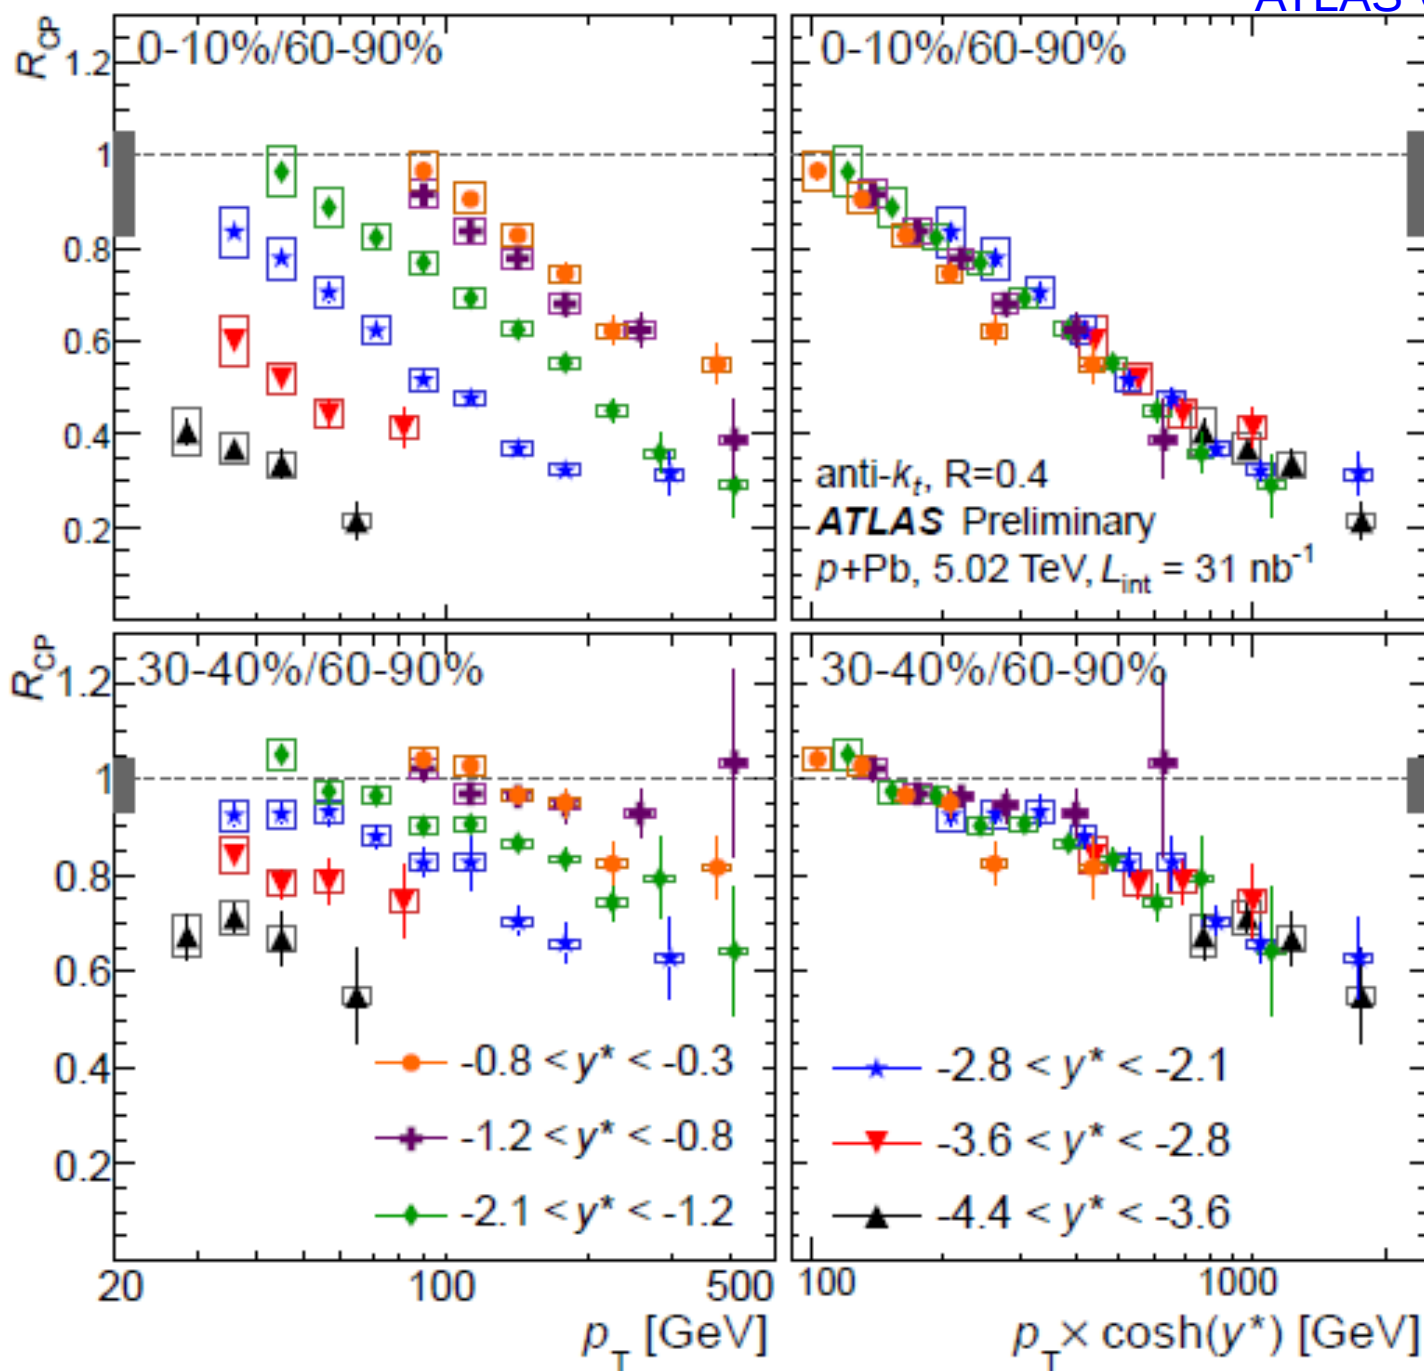 ATLAS
R_CP
0-10%/60-90%
0-10%/60-90%
1.2
1
0.8
0.6
0.4
0.2
anti-k_t, R=0.4
ATLAS Preliminary
p+Pb, 5.02 TeV, L_int = 31 nb^-1
R_CP
30-40%/60-90%
30-40%/60-90%
1.2
1
0.8
0.6
0.4
0.2
-0.8 < y* < -0.3
-1.2 < y* < -0.8
-2.1 < y* < -1.2
-2.8 < y* < -2.1
-3.6 < y* < -2.8
-4.4 < y* < -3.6
20 100 500
100 1000
p_T [GeV]
p_T × cosh(y*) [GeV]